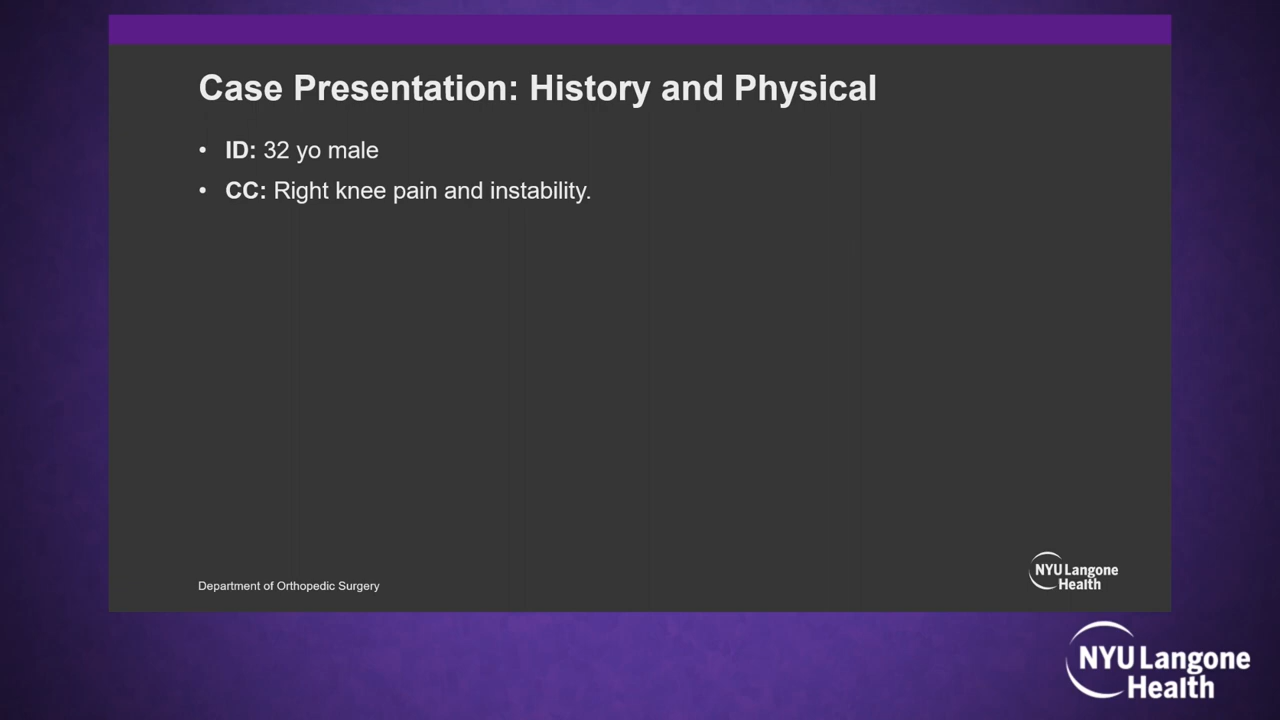 Case Presentation: History and Physical
• ID: 32 yo male
• CC: Right knee pain and instability.
Department of Orthopedic Surgery
NYU Langone
Health
NYU Langone
Health